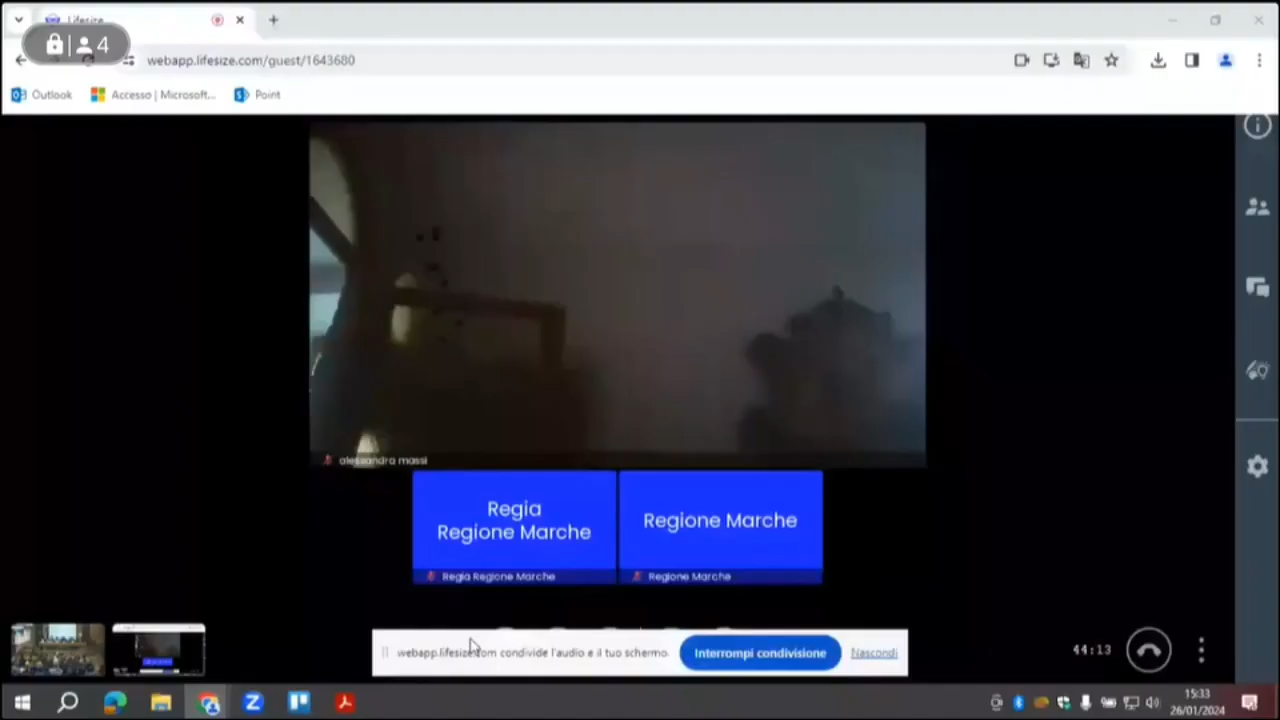 Lifesize
4
webapp.lifesize.com/guest/1643680
Outlook
Accesso | Microsoft...
Point
alessandra massi
Regia
Regione Marche
Regione Marche
Regia Regione Marche
Regione Marche
webapp.lifesize.com condivide l'audio e il tuo schermo.
Interrompi condivisione
Nascondi
44:13
15:33
26/01/2024